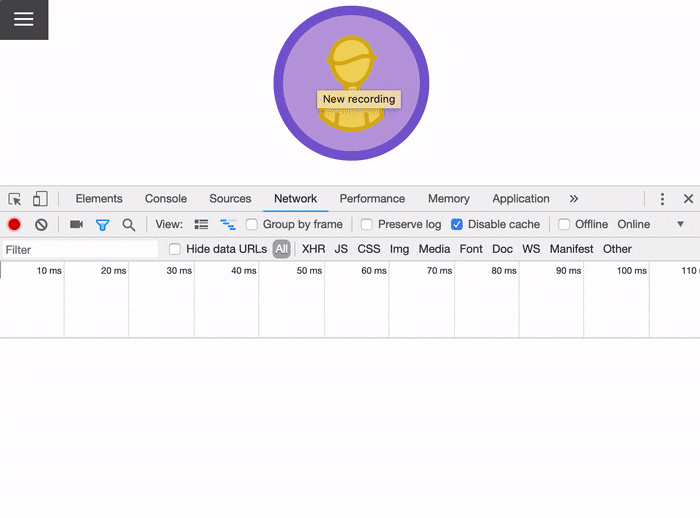 New recording
Elements Console Sources Network Performance Memory Application
View: Group by frame Preserve log Disable cache Offline Online
Filter Hide data URLs All XHR JS CSS Img Media Font Doc WS Manifest Other
10 ms 20 ms 30 ms 40 ms 50 ms 60 ms 70 ms 80 ms 90 ms 100 ms 110